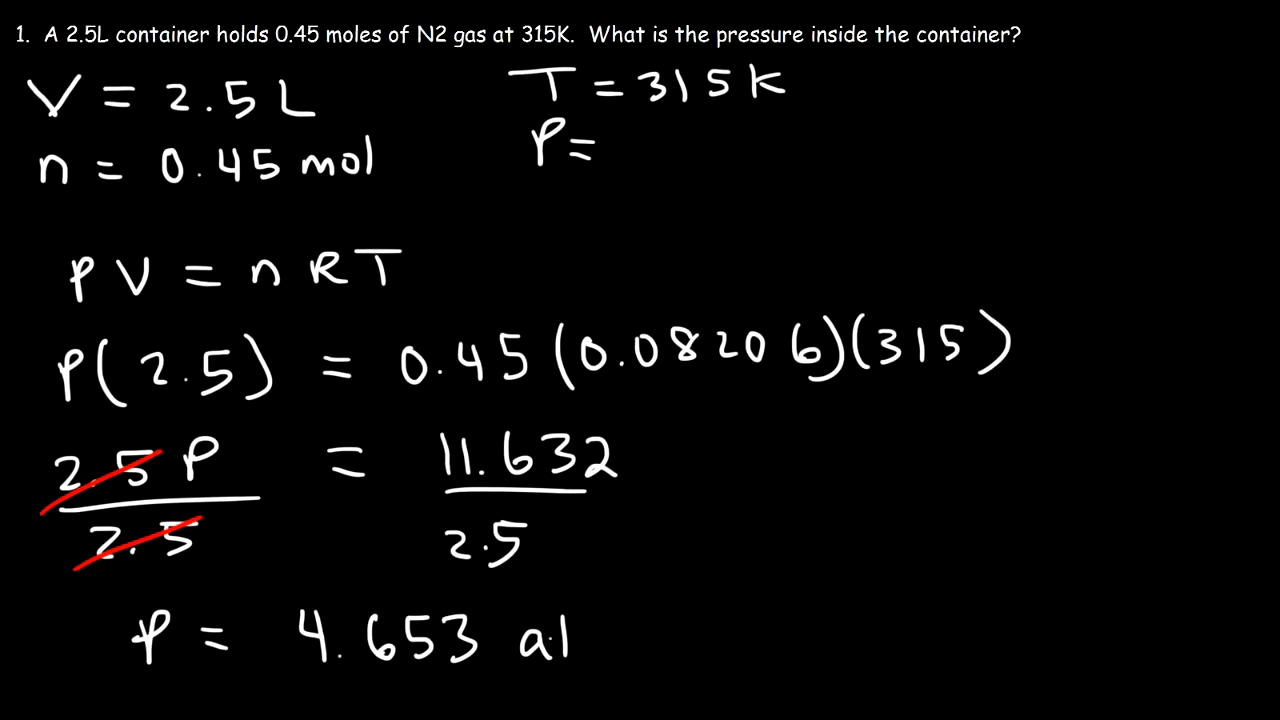 1. A 2.5L container holds 0.45 moles of N2 gas at 315K. What is the pressure inside the container?
V = 2.5 L T = 315 K
n = 0.45 mol P =
PV = nRT
P(2.5) = 0.45 (0.08206)(315)
2.5 P = 11.632
2.5 2.5
P = 4.653 al